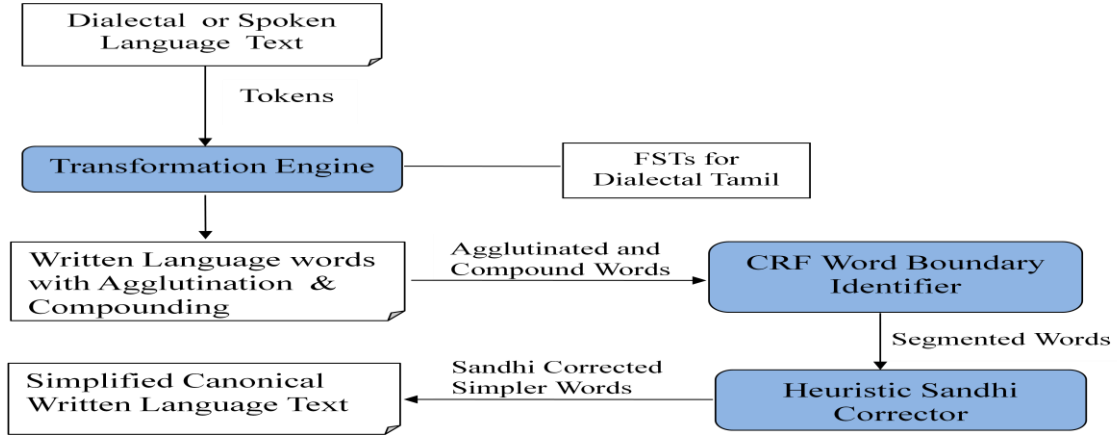 Dialectal or Spoken
Language Text
Tokens
Transformation Engine
FSTs for
Dialectal Tamil
Written Language words
with Agglutination &
Compounding
Agglutinated and
Compound Words
CRF Word Boundary
Identifier
Segmented Words
Heuristic Sandhi
Corrector
Sandhi Corrected
Simpler Words
Simplified Canonical
Written Language Text